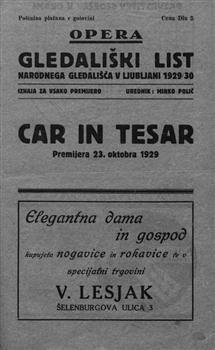 Poštnina plačana v gotovini Cena Din 5
OPERA
GLEDALIŠKI LIST
NARODNEGA GLEDALIŠČA V LJUBLJANI 1929-30
IZHAJA ZA VSAKO PREMIJERO UREDNIK: MIRKO POLIČ
CAR IN TESAR
Premijera 23. oktobra 1929
Elegantna dama
in gospod
kupujeta nogavice in rokavice le v
specijalni trgovini
V. LESJAK
ŠELENBURGOVA ULICA 3